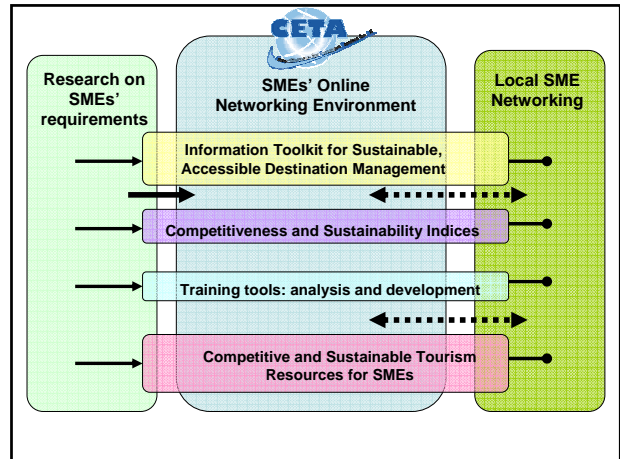 CETA
Research on
SMEs'
requirements
SMEs' Online
Networking Environment
Local SME
Networking
Information Toolkit for Sustainable,
Accessible Destination Management
Competitiveness and Sustainability Indices
Training tools: analysis and development
Competitive and Sustainable Tourism
Resources for SMEs